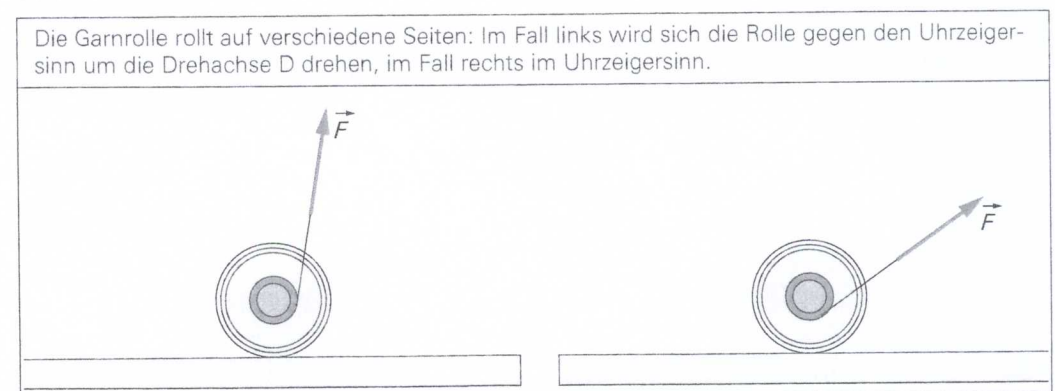 Die Garnrolle rollt auf verschiedene Seiten: Im Fall links wird sich die Rolle gegen den Uhrzeiger-
sinn um die Drehachse D drehen, im Fall rechts im Uhrzeigersinn.
F
F